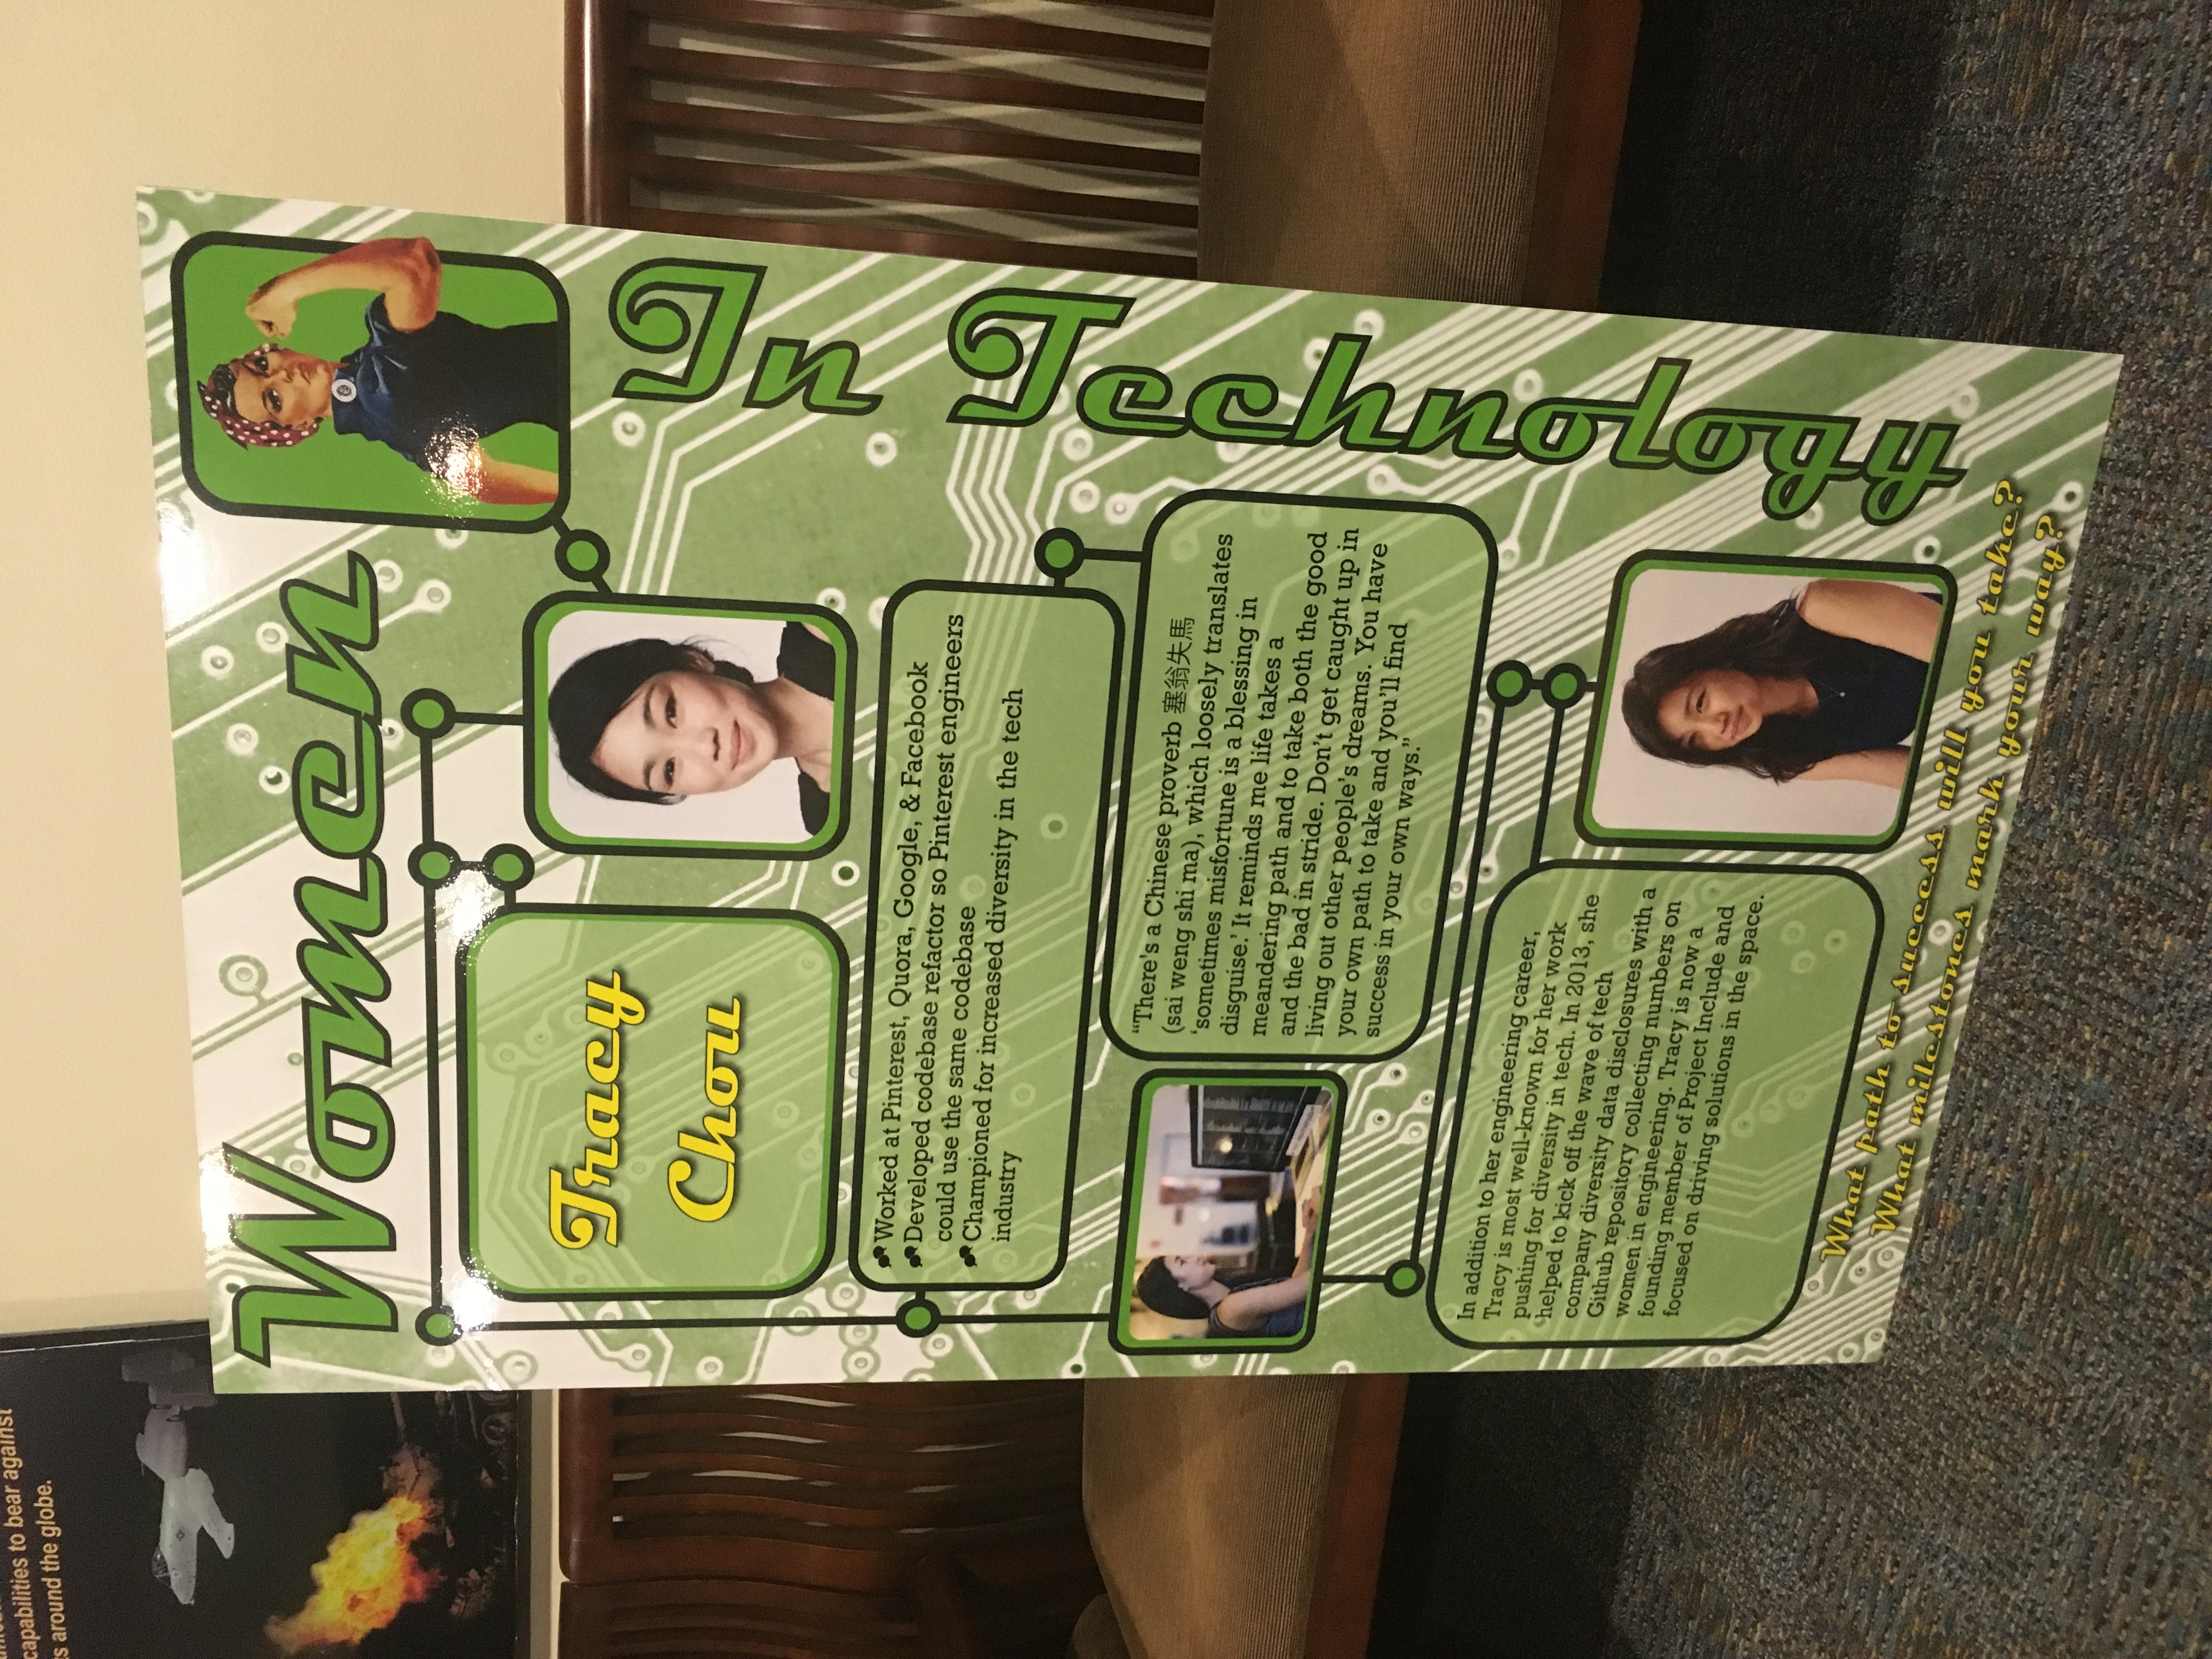 capabilities to bear against
around the globe.
Women
In Technology
Tracy
Chou
Worked at Pinterest, Quora, Google, & Facebook
Developed codebase refactor so Pinterest engineers
could use the same codebase
Championed for increased diversity in the tech
industry
“There's a Chinese proverb 塞翁失馬
(sai weng shi ma), which loosely translates
‘sometimes misfortune is a blessing in
disguise.’ It reminds me life takes a
meandering path and to take both the good
and the bad in stride. Don’t get caught up in
living out other people’s dreams. You have
your own path to take and you’ll find
success in your own ways.”
In addition to her engineering career,
Tracy is most well-known for her work
pushing for diversity in tech. In 2013, she
helped to kick off the wave of tech
company diversity data disclosures with a
Github repository collecting numbers on
women in engineering. Tracy is now a
founding member of Project Include and
focused on driving solutions in the space.
What path to success will you take?
What milestones mark your way?